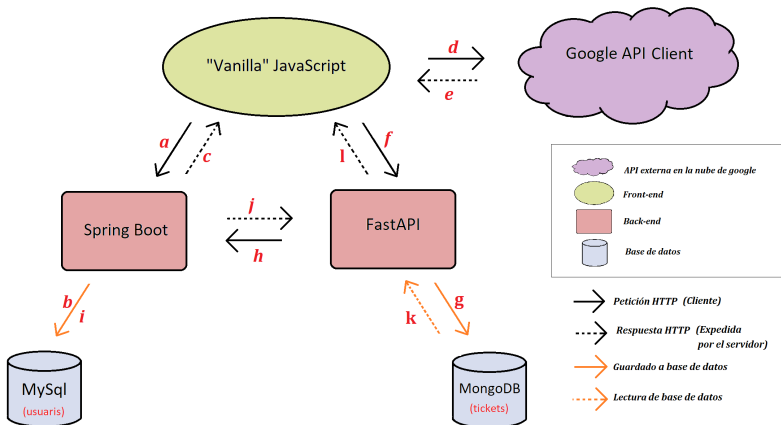 "Vanilla" JavaScript
d
Google API Client
e
a
c
l
f
API externa en la nube de google
Front-end
Back-end
Base de datos
Spring Boot
j
h
FastAPI
b
i
k
g
Petición HTTP (Cliente)
Respuesta HTTP (Expedida
por el servidor)
Guardado a base de datos
Lectura de base de datos
MySql
(usuaris)
MongoDB
(tickets)